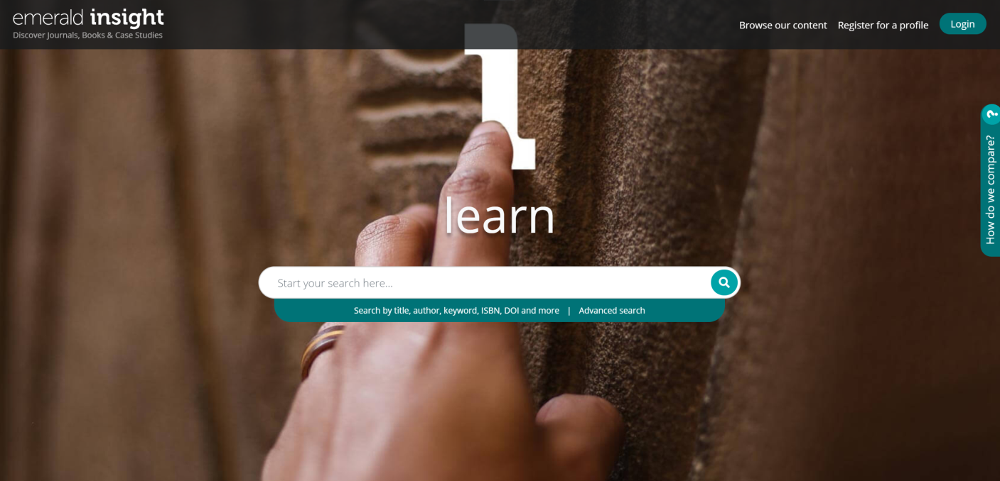 emerald insight
Discover Journals, Books & Case Studies
Browse our content Register for a profile Login
i
learn
Start your search here...
Search by title, author, keyword, ISBN, DOI and more | Advanced search
How do we compare? ?